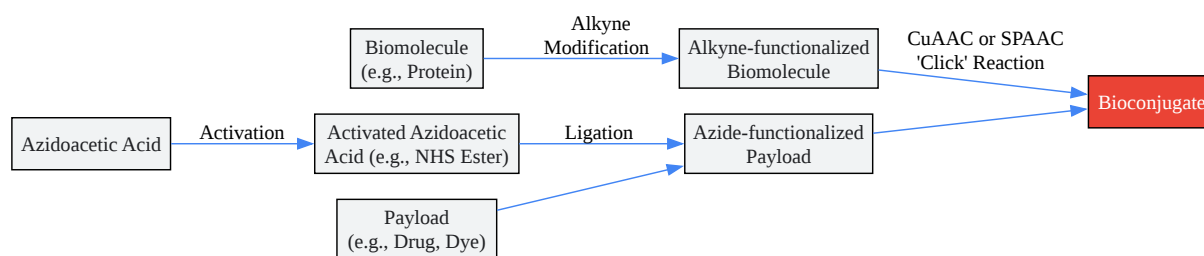 Alkyne
Modification
Biomolecule
(e.g., Protein)
Alkyne-functionalized
Biomolecule
CuAAC or SPAAC
'Click' Reaction
Bioconjugate
Azidoacetic Acid
Activation
Activated Azidoacetic
Acid (e.g., NHS Ester)
Ligation
Azide-functionalized
Payload
Payload
(e.g., Drug, Dye)